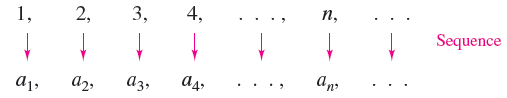 1, 2, 3, 4, . . . , n, . . .
↓ ↓ ↓ ↓ ↓ ↓ ↓ Sequence
a₁, a₂, a₃, a₄, . . . , aₙ, . . .